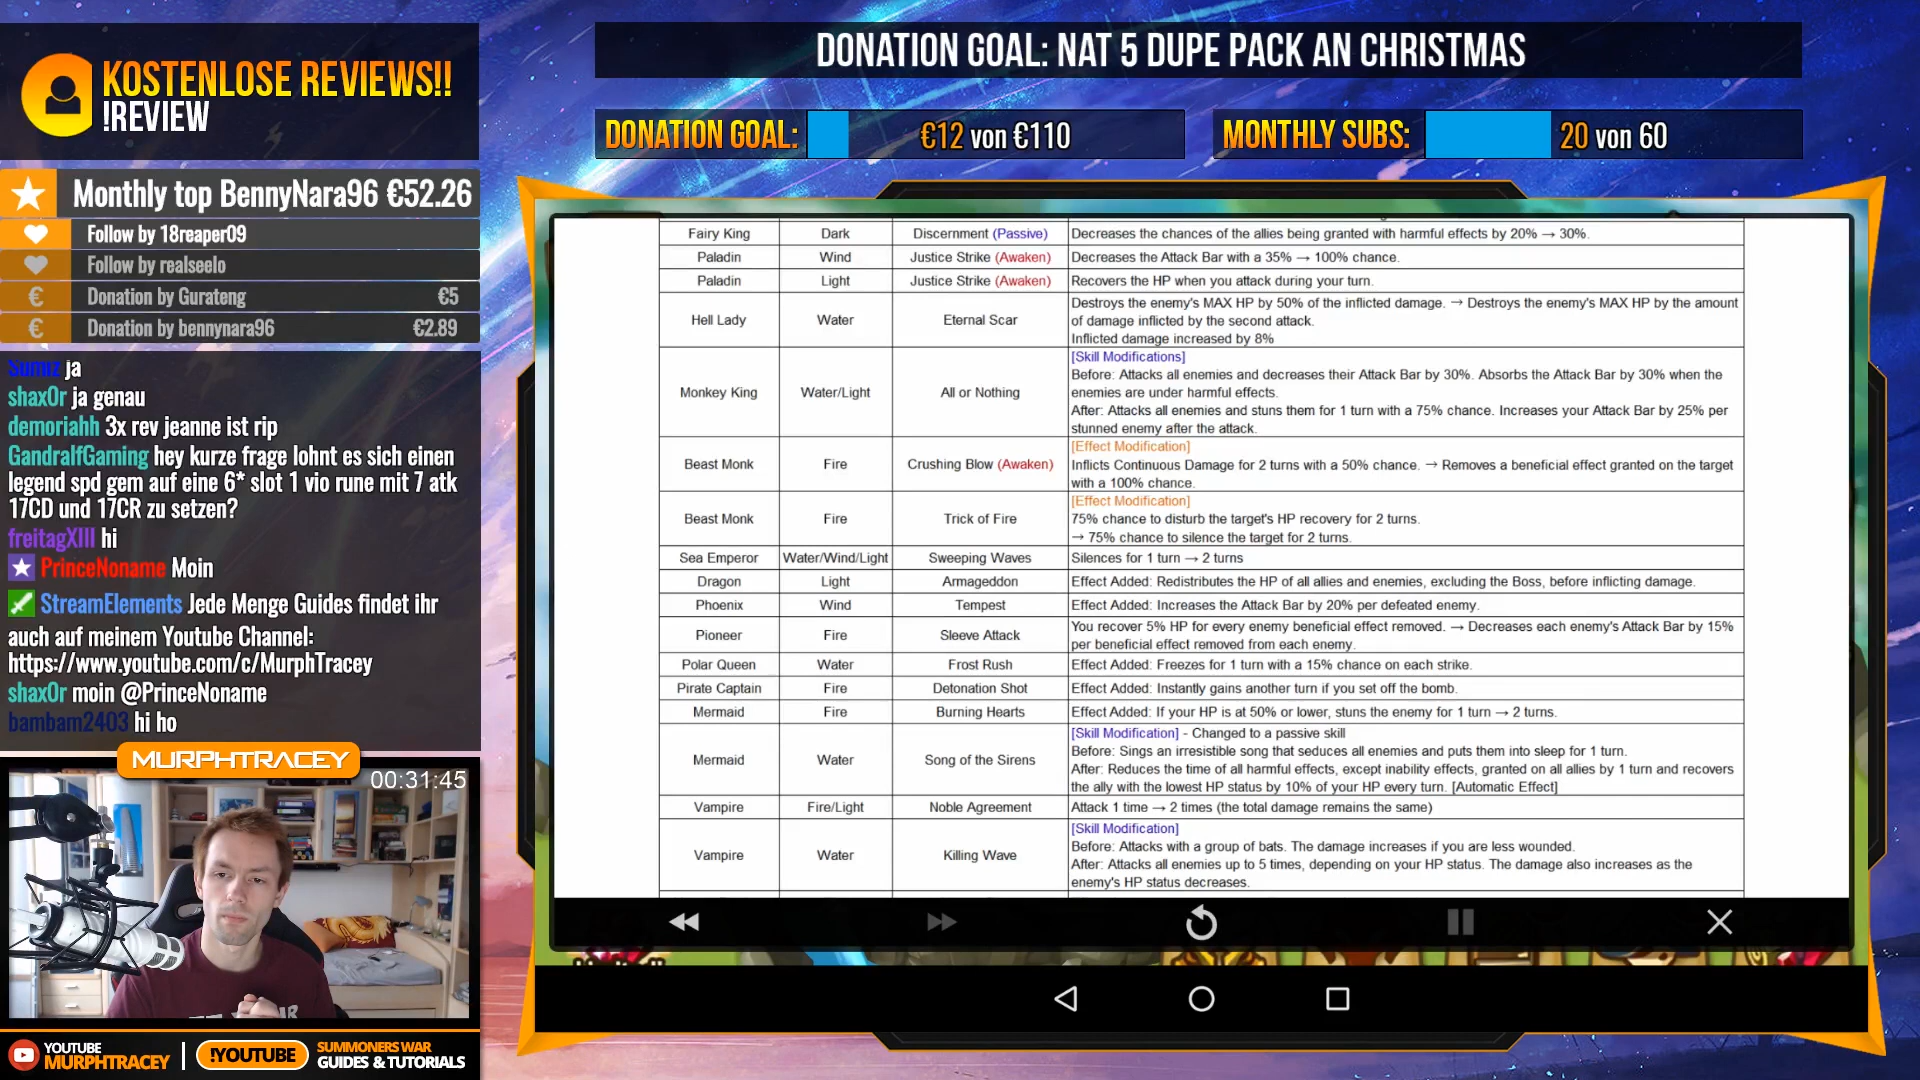 KOSTENLOSE REVIEWS!!
!REVIEW
Monthly top BennyNara96 €52.26
Follow by 18reaper09
Follow by realseelo
€ Donation by Gurateng €5
€ Donation by bennynara96 €2.89
Sumiz ja
shax0r ja genau
demoriahh 3x rev jeanne ist rip
GandralfGaming hey kurze frage lohnt es sich einen
legend spd gem auf eine 6* slot 1 vio rune mit 7 atk
17CD und 17CR zu setzen?
freitagXIII hi
PrinceNoname Moin
StreamElements Jede Menge Guides findet ihr
auch auf meinem Youtube Channel:
https://www.youtube.com/c/MurphTracey
shax0r moin @PrinceNoname
bambam2403 hi ho
MURPHTRACEY
00:31:45
YOUTUBE
MURPHTRACEY
!YOUTUBE
SUMMONERS WAR
GUIDES & TUTORIALS
DONATION GOAL: NAT 5 DUPE PACK AN CHRISTMAS
DONATION GOAL: €12 von €110
MONTHLY SUBS: 20 von 60
Fairy King Dark Discernment (Passive) Decreases the chances of the allies being granted with harmful effects by 20% → 30%.
Paladin Wind Justice Strike (Awaken) Decreases the Attack Bar with a 35% → 100% chance.
Paladin Light Justice Strike (Awaken) Recovers the HP when you attack during your turn.
Hell Lady Water Eternal Scar Destroys the enemy's MAX HP by 50% of the inflicted damage. → Destroys the enemy's MAX HP by the amount
of damage inflicted by the second attack.
Inflicted damage increased by 8%
Monkey King Water/Light All or Nothing [Skill Modifications]
Before: Attacks all enemies and decreases their Attack Bar by 30%. Absorbs the Attack Bar by 30% when the
enemies are under harmful effects.
After: Attacks all enemies and stuns them for 1 turn with a 75% chance. Increases your Attack Bar by 25% per
stunned enemy after the attack.
Beast Monk Fire Crushing Blow (Awaken) [Effect Modification]
Inflicts Continuous Damage for 2 turns with a 50% chance. → Removes a beneficial effect granted on the target
with a 100% chance.
Beast Monk Fire Trick of Fire [Effect Modification]
75% chance to disturb the target's HP recovery for 2 turns.
→ 75% chance to silence the target for 2 turns.
Sea Emperor Water/Wind/Light Sweeping Waves Silences for 1 turn → 2 turns
Dragon Light Armageddon Effect Added: Redistributes the HP of all allies and enemies, excluding the Boss, before inflicting damage.
Phoenix Wind Tempest Effect Added: Increases the Attack Bar by 20% per defeated enemy.
Pioneer Fire Sleeve Attack You recover 5% HP for every enemy beneficial effect removed. → Decreases each enemy's Attack Bar by 15%
per beneficial effect removed from each enemy.
Polar Queen Water Frost Rush Effect Added: Freezes for 1 turn with a 15% chance on each strike.
Pirate Captain Fire Detonation Shot Effect Added: Instantly gains another turn if you set off the bomb.
Mermaid Fire Burning Hearts Effect Added: If your HP is at 50% or lower, stuns the enemy for 1 turn → 2 turns.
Mermaid Water Song of the Sirens [Skill Modification] - Changed to a passive skill
Before: Sings an irresistible song that seduces all enemies and puts them into sleep for 1 turn.
After: Reduces the time of all harmful effects, except inability effects, granted on all allies by 1 turn and recovers
the ally with the lowest HP status by 10% of your HP every turn. [Automatic Effect]
Vampire Fire/Light Noble Agreement Attack 1 time → 2 times (the total damage remains the same)
Vampire Water Killing Wave [Skill Modification]
Before: Attacks with a group of bats. The damage increases if you are less wounded.
After: Attacks all enemies up to 5 times, depending on your HP status. The damage also increases as the
enemy's HP status decreases.